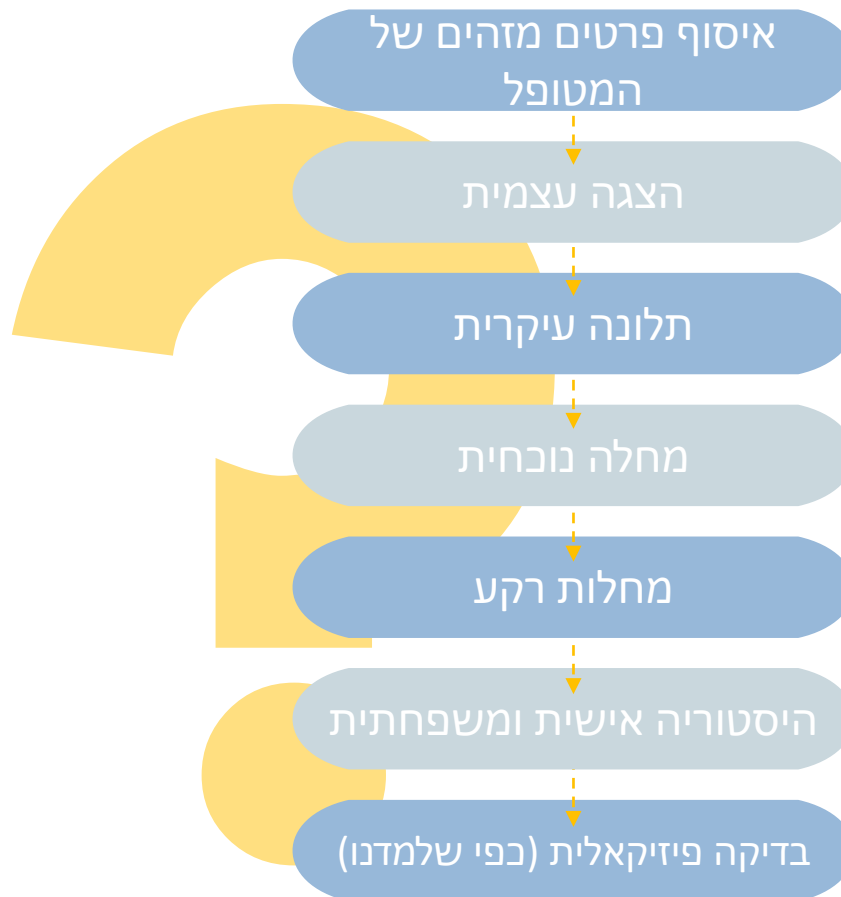 איסוף פרטים מזהים של
המטופל
הצגה עצמית
תלונה עיקרית
מחלה נוכחית
מחלות רקע
היסטוריה אישית ומשפחתית
בדיקה פיזיקאלית (כפי שלמדנו)